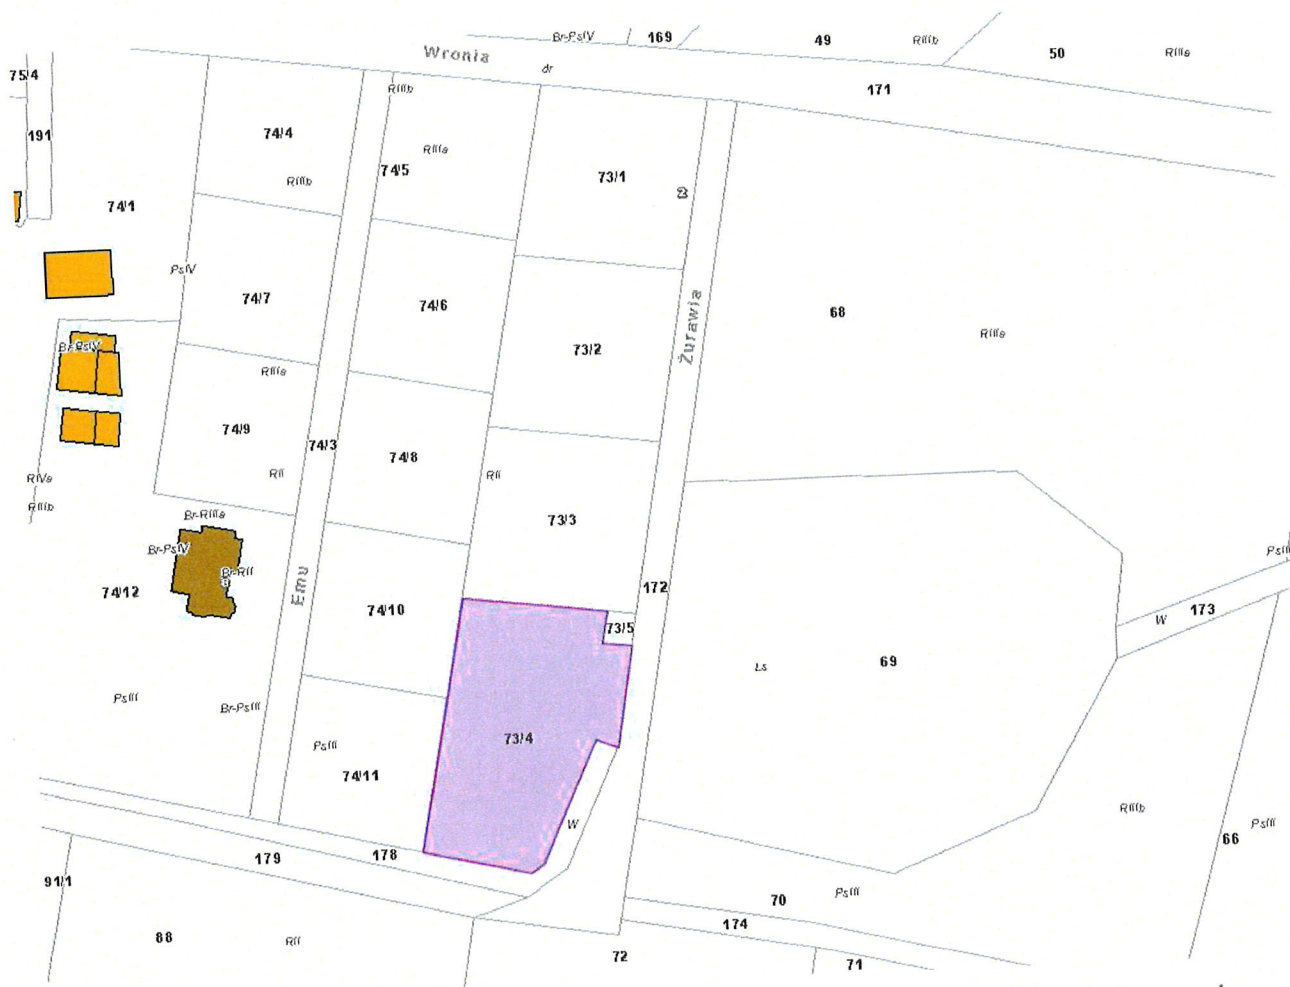 Br-PsIV
169
49
RIIIb
50
RIIIa
Wronia
dr
171
75/4
RIIIb
191
74/4
RIIIa
74/5
73/1
RIIIb
74/1
PsIV
74/7
74/6
68
Żurawia
RIIIa
Br-PsIV
73/2
RIIIa
74/9
74/3
74/8
RII
RII
RIVa
RIIIb
Br-RIIIa
73/3
Br-PsIV
PsIII
Br-RII
a
Emu
74/12
74/10
172
173
W
73/5
Ls
69
PsIII
Br-PsIII
73/4
PsIII
74/11
RIIIb
PsIII
66
W
178
179
91/1
70
PsIII
174
88
RII
72
71